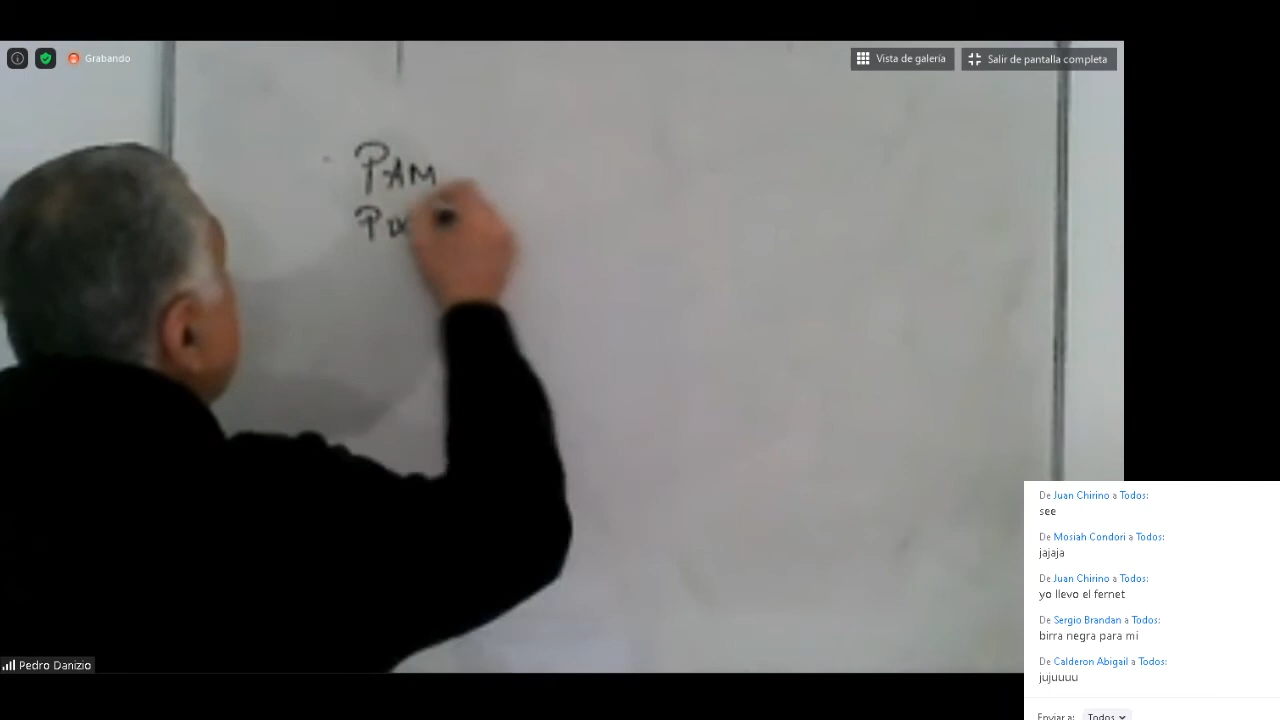 Grabando
Vista de galería
Salir de pantalla completa
PAM
Pedro Danizio
De Juan Chirino a Todos:
see
De Mosiah Condori a Todos:
jajaja
De Juan Chirino a Todos:
yo llevo el fernet
De Sergio Brandan a Todos:
birra negra para mi
De Calderon Abigail a Todos:
jujuuuu
Enviar a: Todos